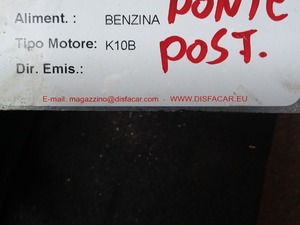 Aliment. : BENZINA PONTE
Tipo Motore: K10B POST.
Dir. Emis.:
E-mail: magazzino@disfacar.com - WWW.DISFACAR.EU